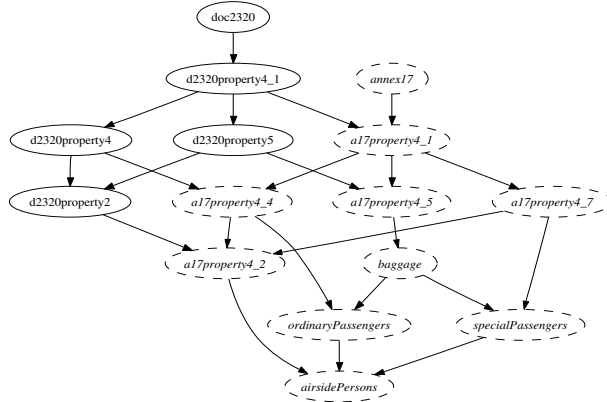 doc2320
d2320property4_1
annex17
d2320property4
d2320property5
a17property4_1
d2320property2
a17property4_4
a17property4_5
a17property4_7
a17property4_2
baggage
ordinaryPassengers
specialPassengers
airsidePersons